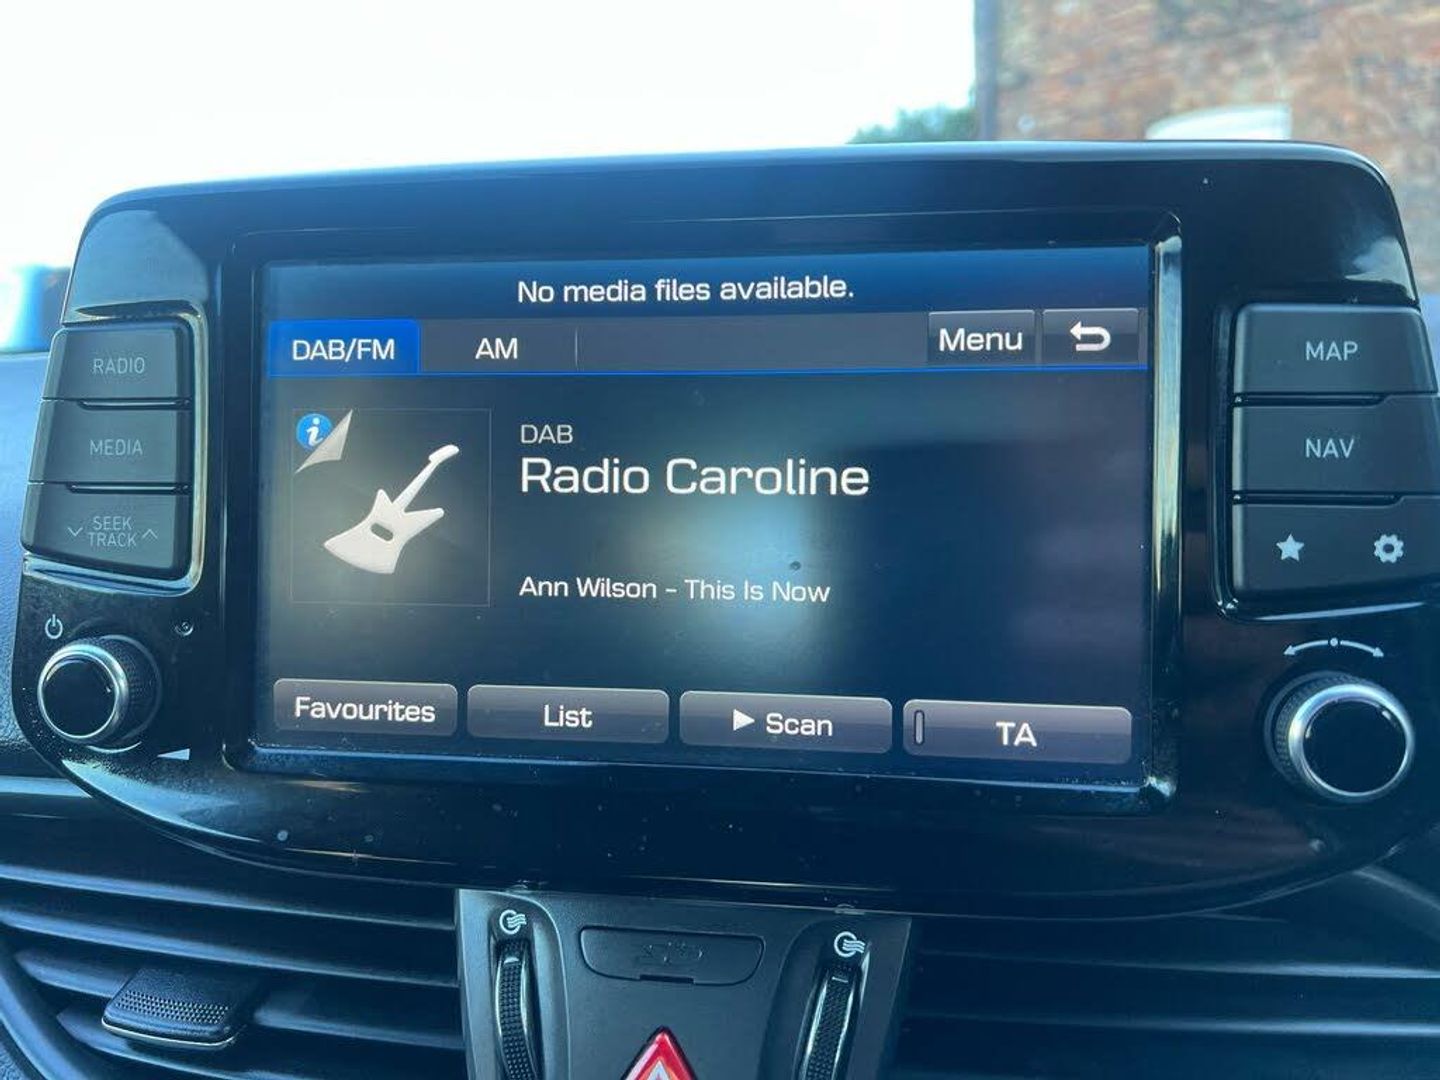 No media files available.
DAB/FM
AM
Menu
RADIO
MEDIA
SEEK
TRACK
MAP
NAV
DAB
Radio Caroline
Ann Wilson - This Is Now
Favourites
List
Scan
TA